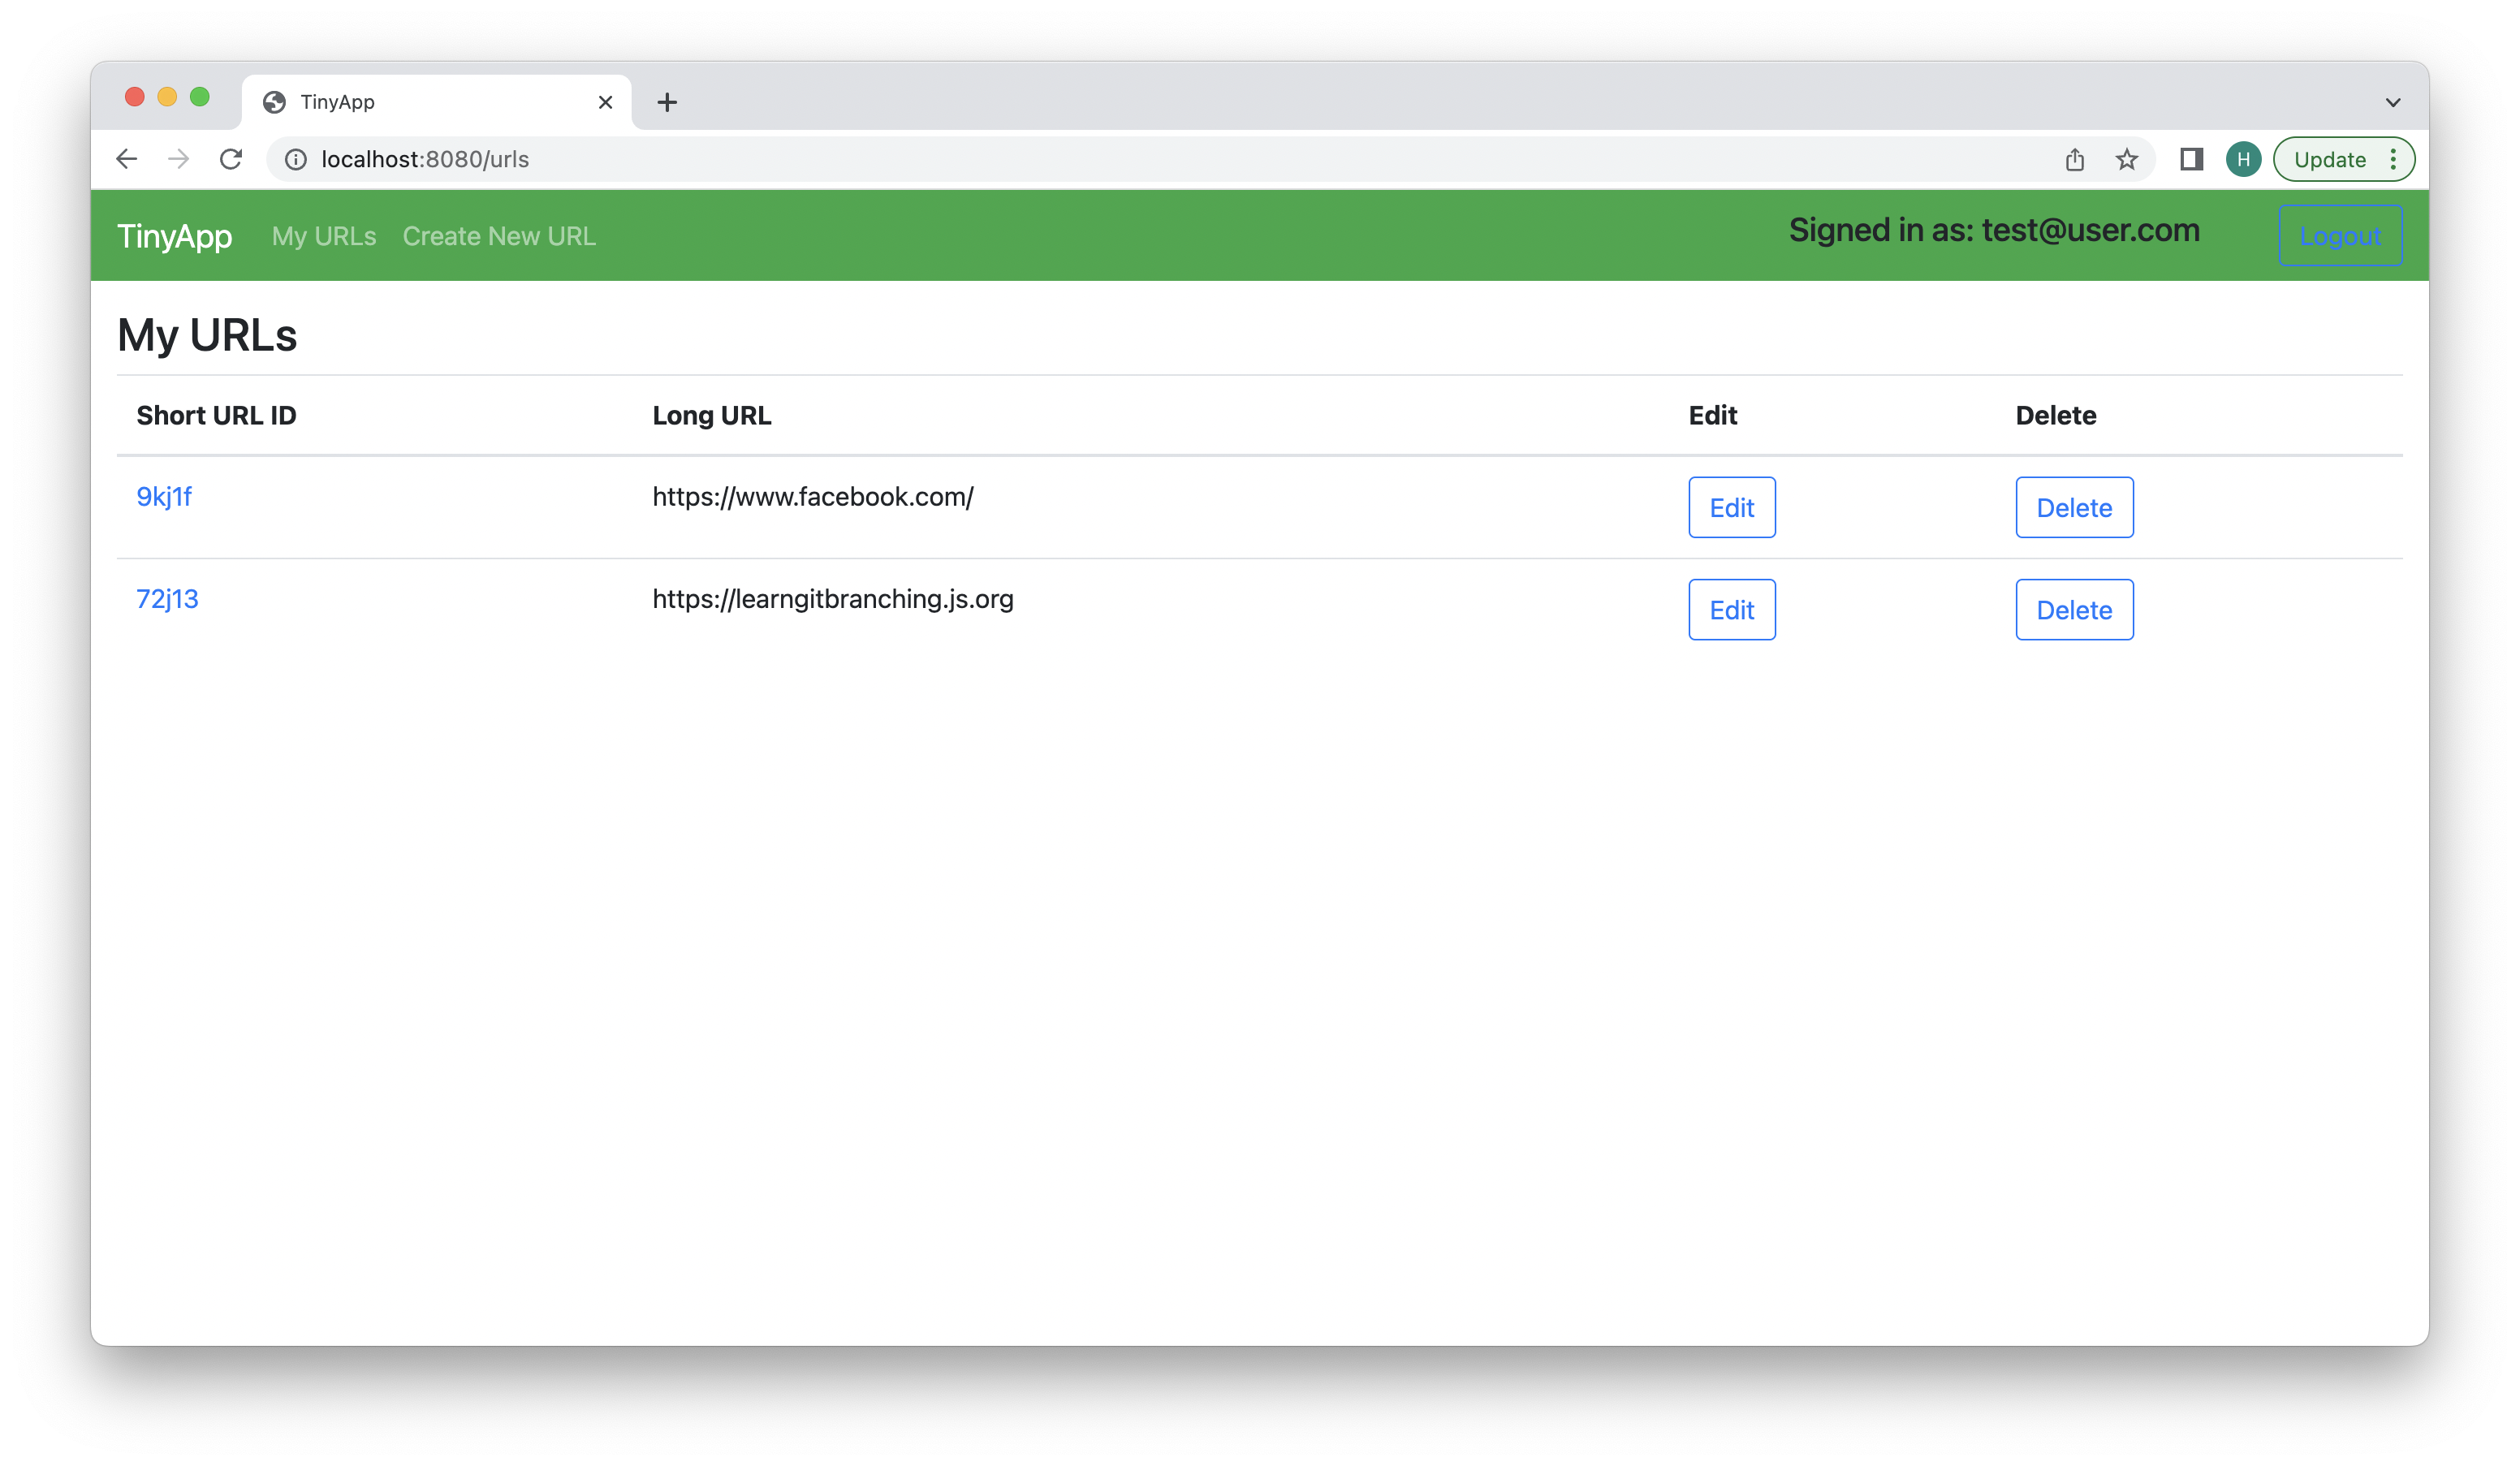 TinyApp
localhost:8080/urls
H
Update
TinyApp My URLs Create New URL Signed in as: test@user.com Logout
My URLs
Short URL ID Long URL Edit Delete
9kj1f https://www.facebook.com/ Edit Delete
72j13 https://learngitbranching.js.org Edit Delete